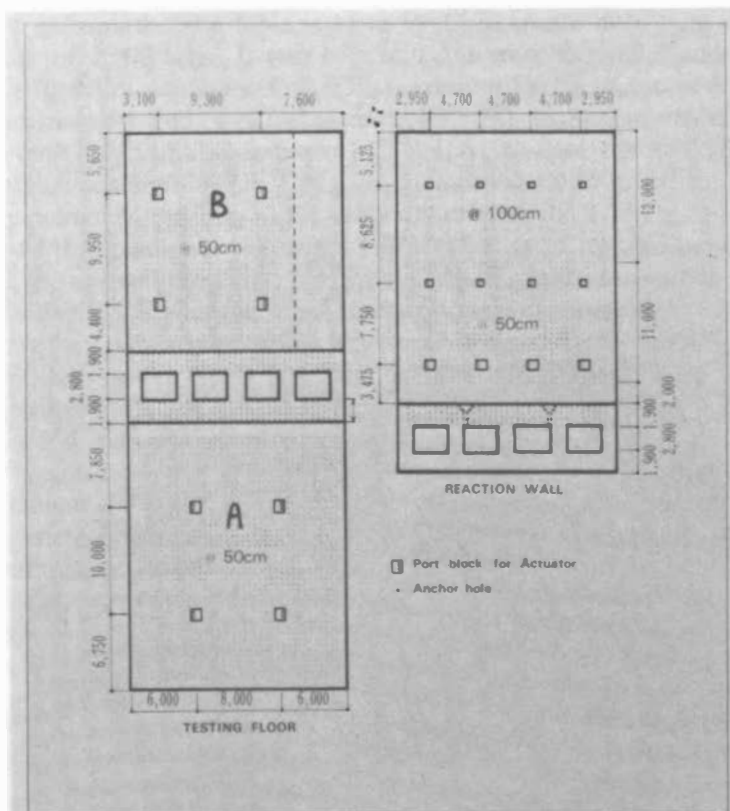 3,100 9,300 7,600
2,950 4,700 4,700 4,700 2,950
5,650
9,950
4,400
1,900
2,800
1,900
7,850
10,000
6,750
B
50cm
A
50cm
6,000 8,000 6,000
TESTING FLOOR
5,125
8,625
7,750
3,475
@ 100cm
50cm
12,000
11,000
2,000
1,900
2,800
1,900
REACTION WALL
Port block for Actuator
Anchor hole